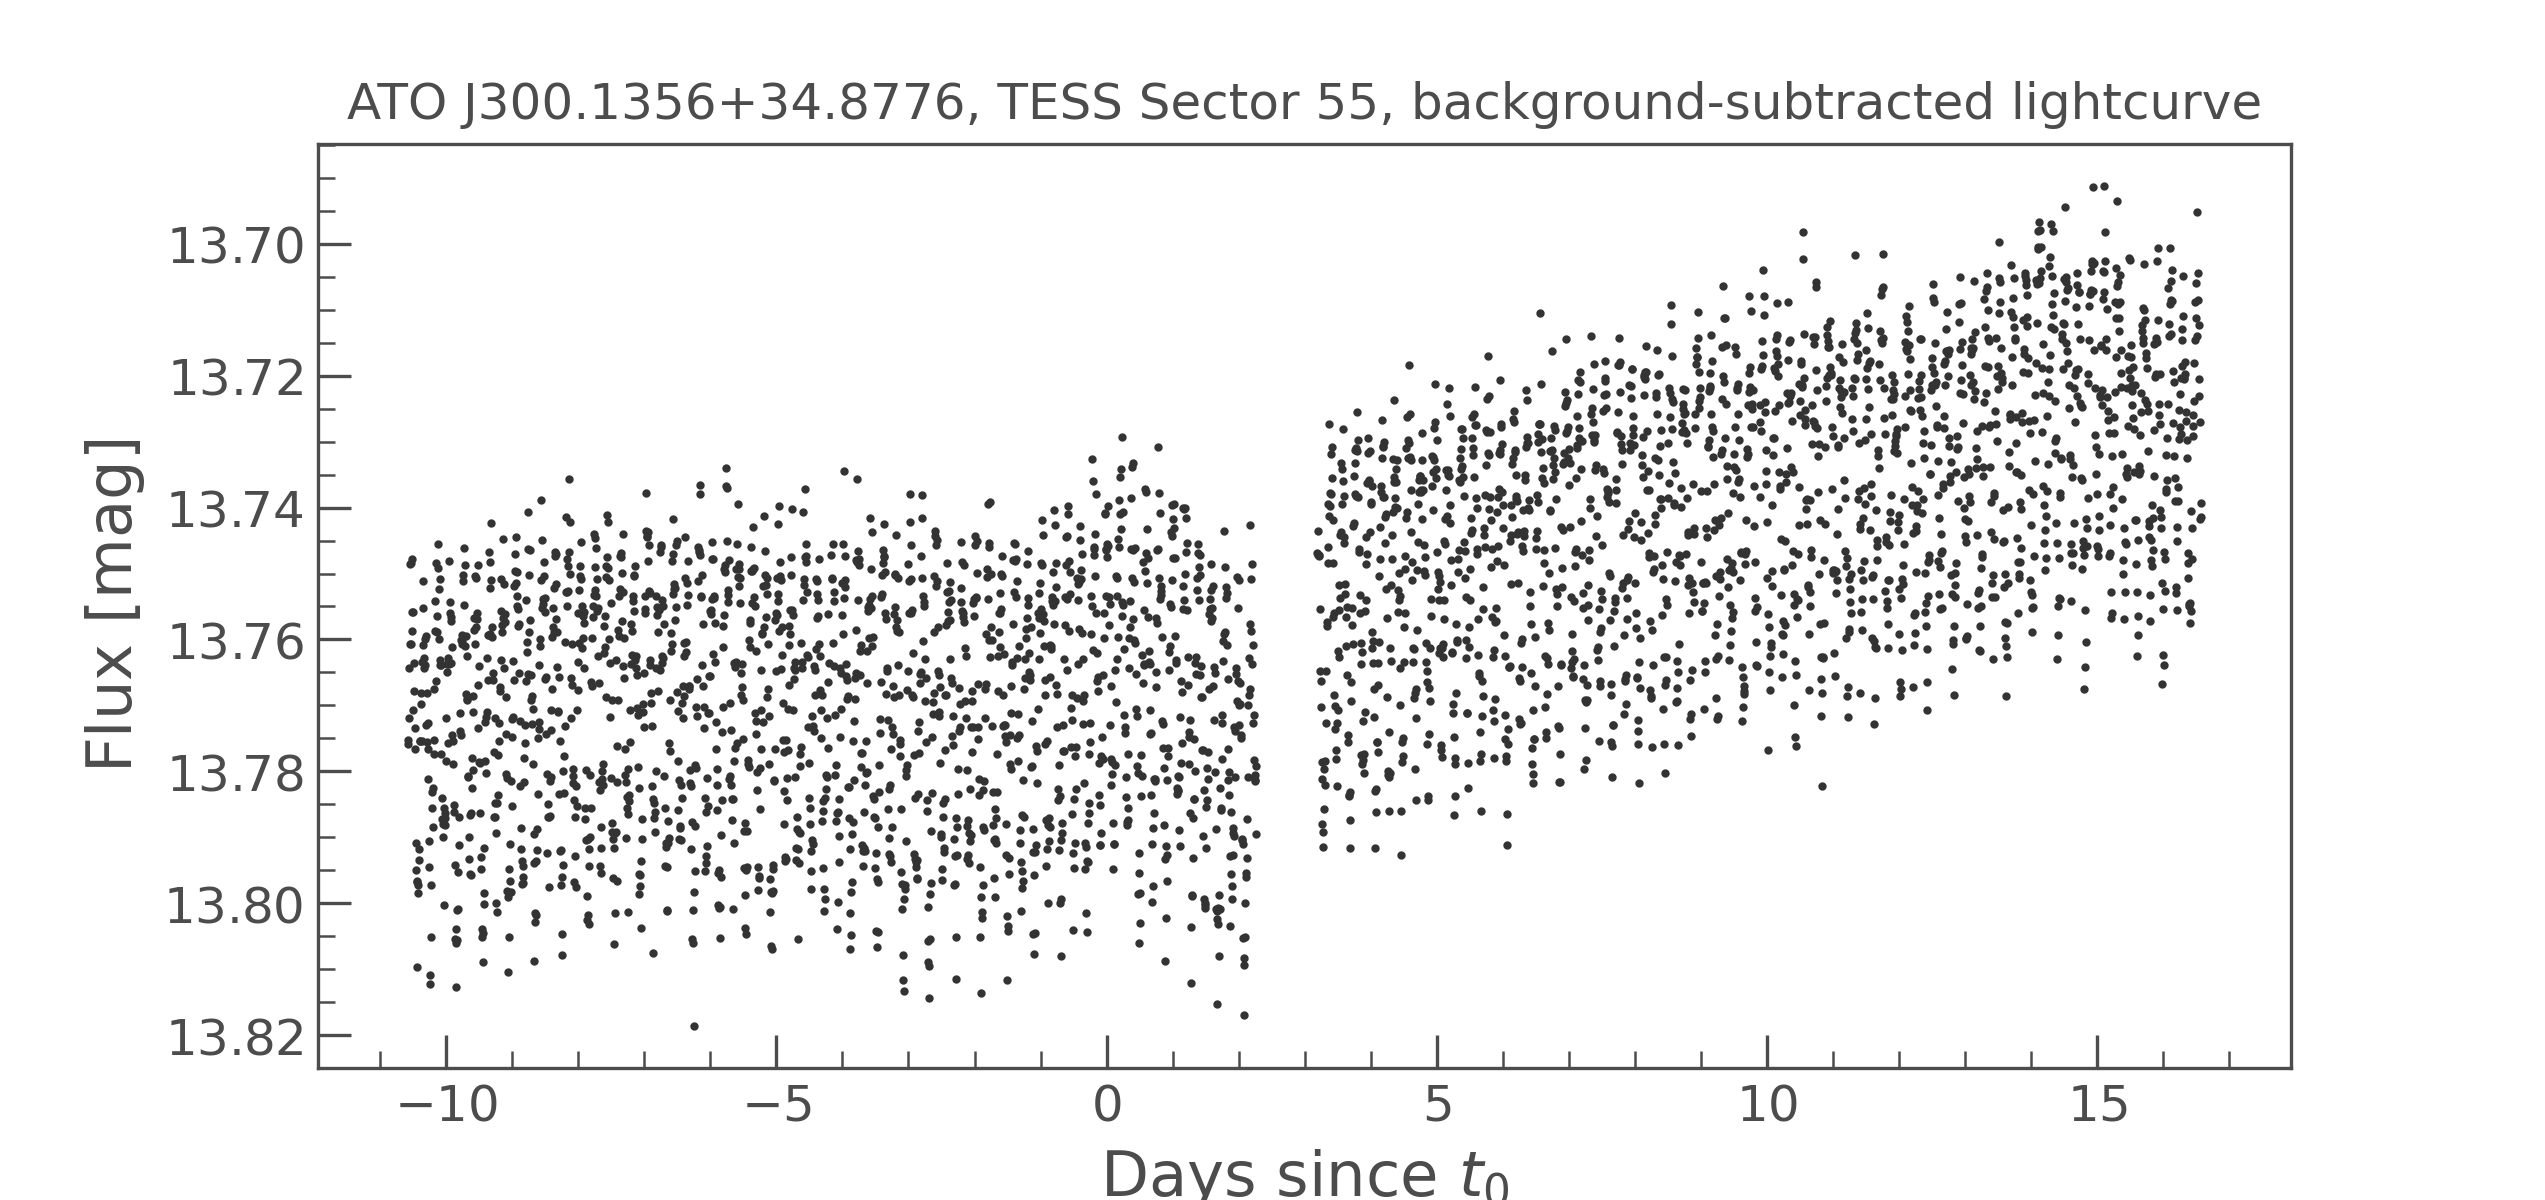 ATO J300.1356+34.8776, TESS Sector 55, background-subtracted lightcurve
Flux [mag]
13.70
13.72
13.74
13.76
13.78
13.80
13.82
−10 −5 0 5 10 15
Days since t₀